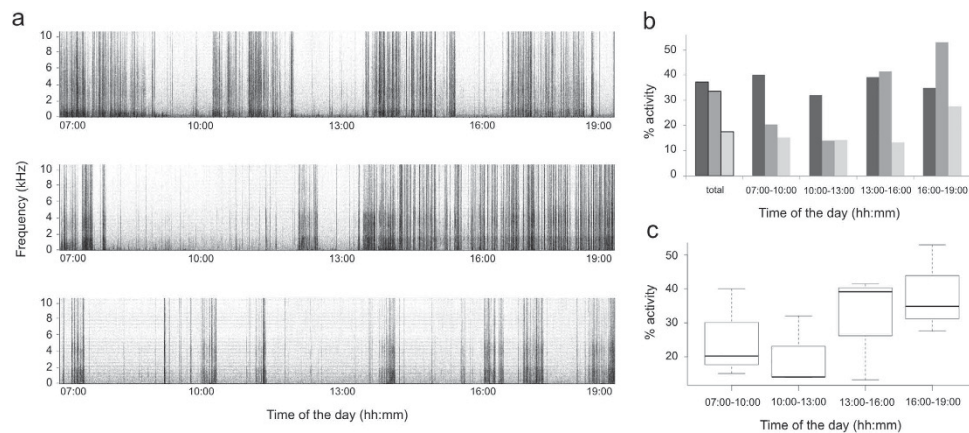 a
10
8
6
4
2
0
07:00 10:00 13:00 16:00 19:00
10
8
6
4
2
0
07:00 10:00 13:00 16:00 19:00
10
8
6
4
2
0
07:00 10:00 13:00 16:00 19:00
Frequency (kHz)
Time of the day (hh:mm)
b
50
40
30
20
10
0
% activity
total 07:00-10:00 10:00-13:00 13:00-16:00 16:00-19:00
Time of the day (hh:mm)
c
50
40
30
20
% activity
07:00-10:00 10:00-13:00 13:00-16:00 16:00-19:00
Time of the day (hh:mm)